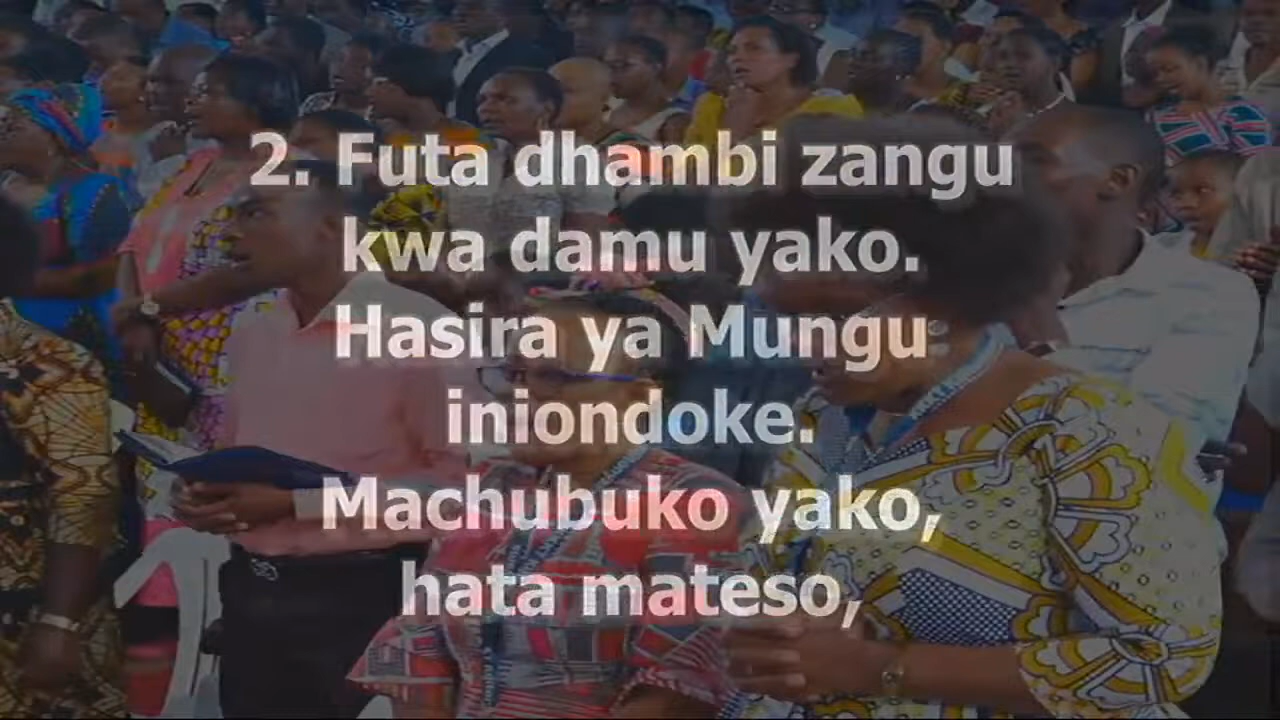 2. Futa dhambi zangu
kwa damu yako.
Hasira ya Mungu
iniondoke.
Machubuko yako,
hata mateso,